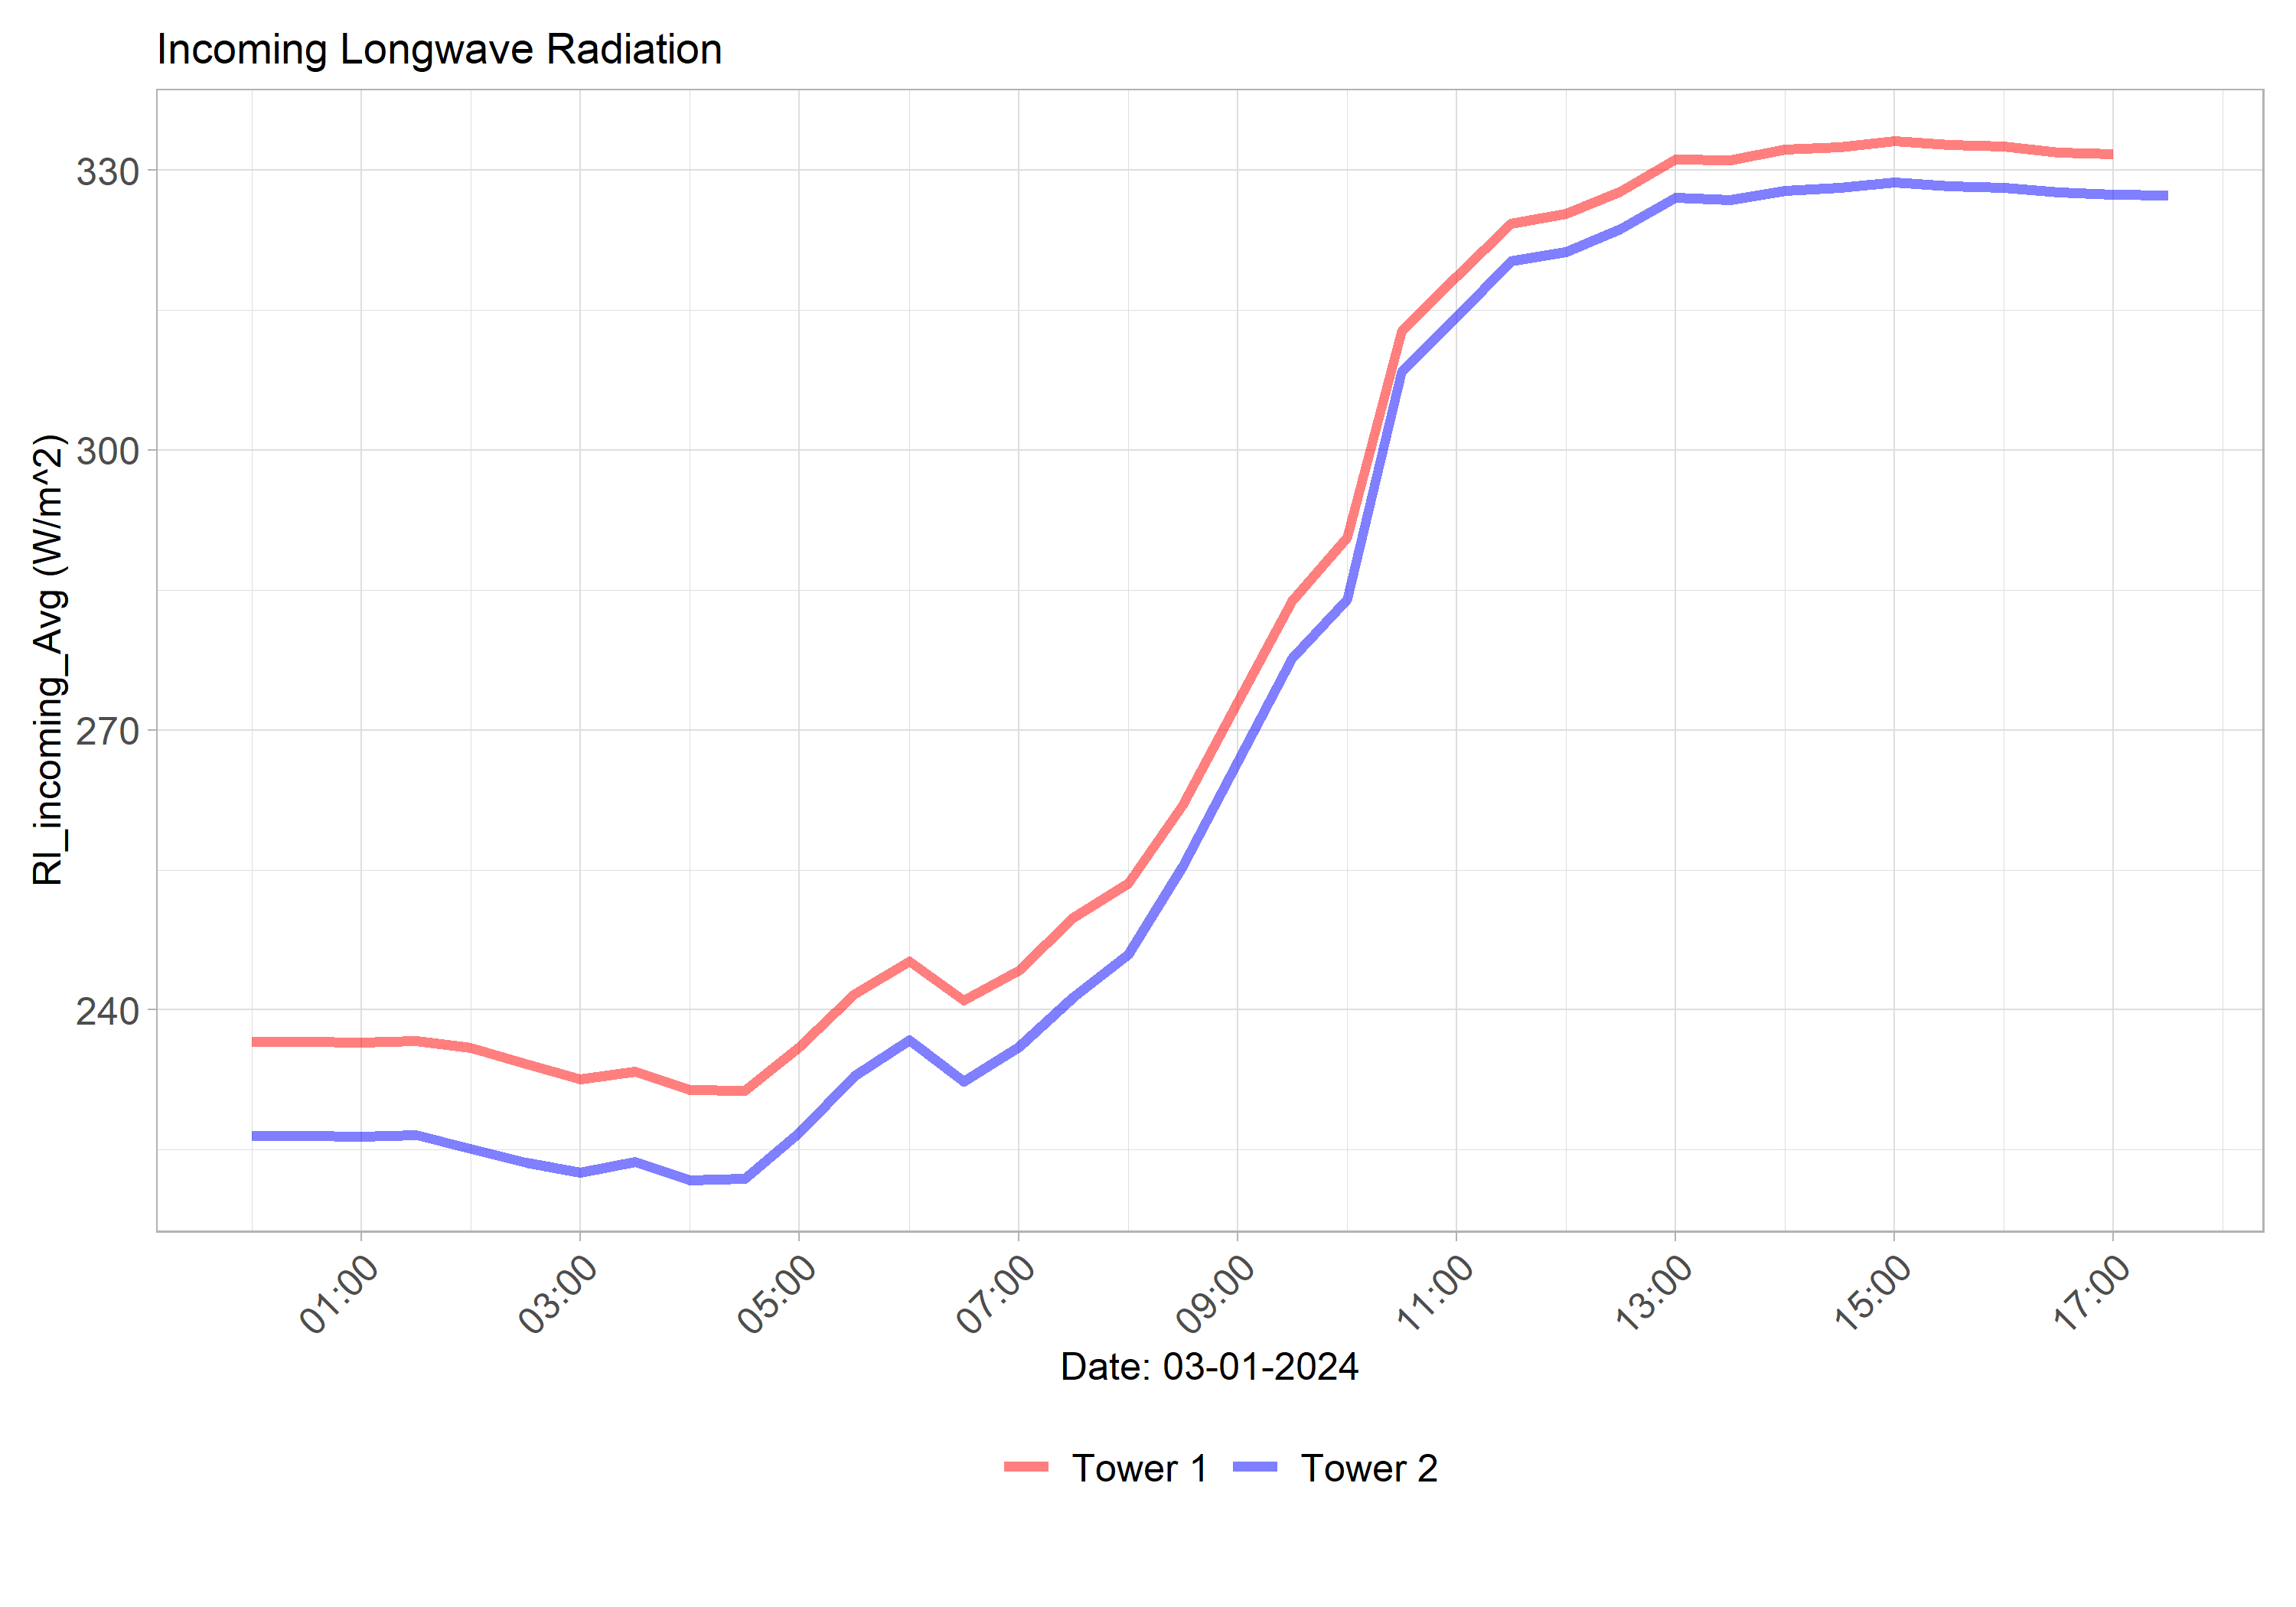 Incoming Longwave Radiation
Rl_incoming_Avg (W/m^2)
330
300
270
240
01:00 03:00 05:00 07:00 09:00 11:00 13:00 15:00 17:00
Date: 03-01-2024
Tower 1 Tower 2